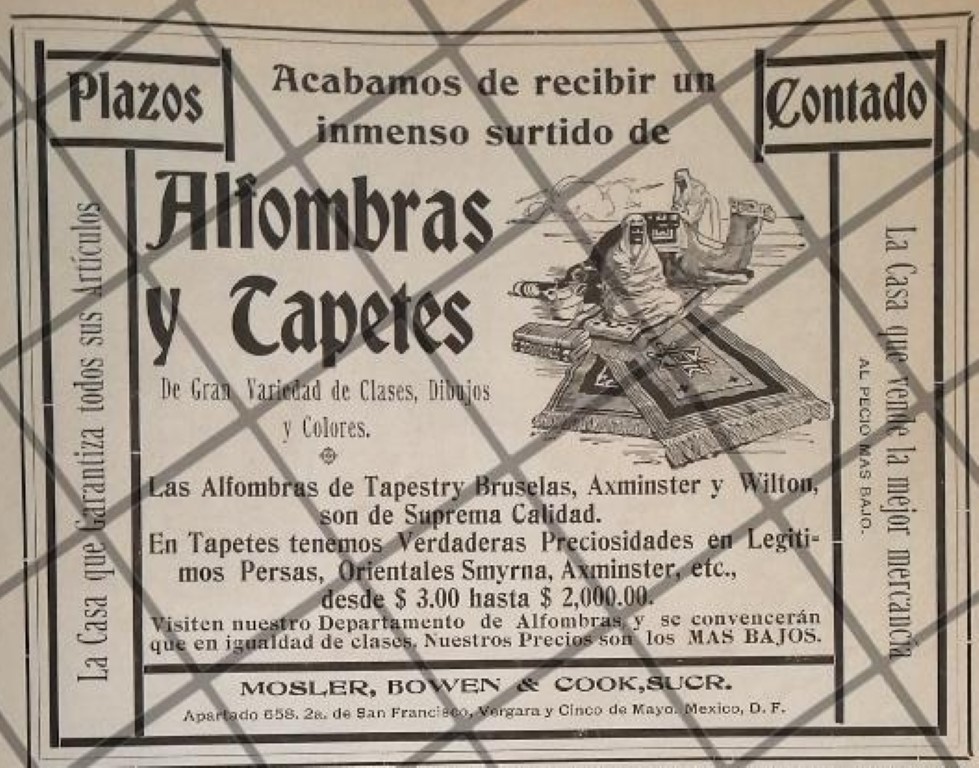 Plazos
Acabamos de recibir un
inmenso surtido de
Contado
Alfombras
y Tapetes
De Gran Variedad de Clases, Dibujos
y Colores.
Las Alfombras de Tapestry Bruselas, Axminster y Wilton,
son de Suprema Calidad.
En Tapetes tenemos Verdaderas Preciosidades en Legiti-
mos Persas, Orientales Smyrna, Axminster, etc.,
desde $ 3.00 hasta $ 2,000.00.
Visiten nuestro Departamento de Alfombras y se convencerán
que en igualdad de clases, Nuestros Precios son los MAS BAJOS.
La Casa que Garantiza todos sus Artículos
La Casa que vende la mejor mercancia
AL PECIO MAS BAJO.
MOSLER, BOWEN & COOK, SUCR.
Apartado 658. 2a. de San Francisco, Vergara y Cinco de Mayo. Mexico, D. F.